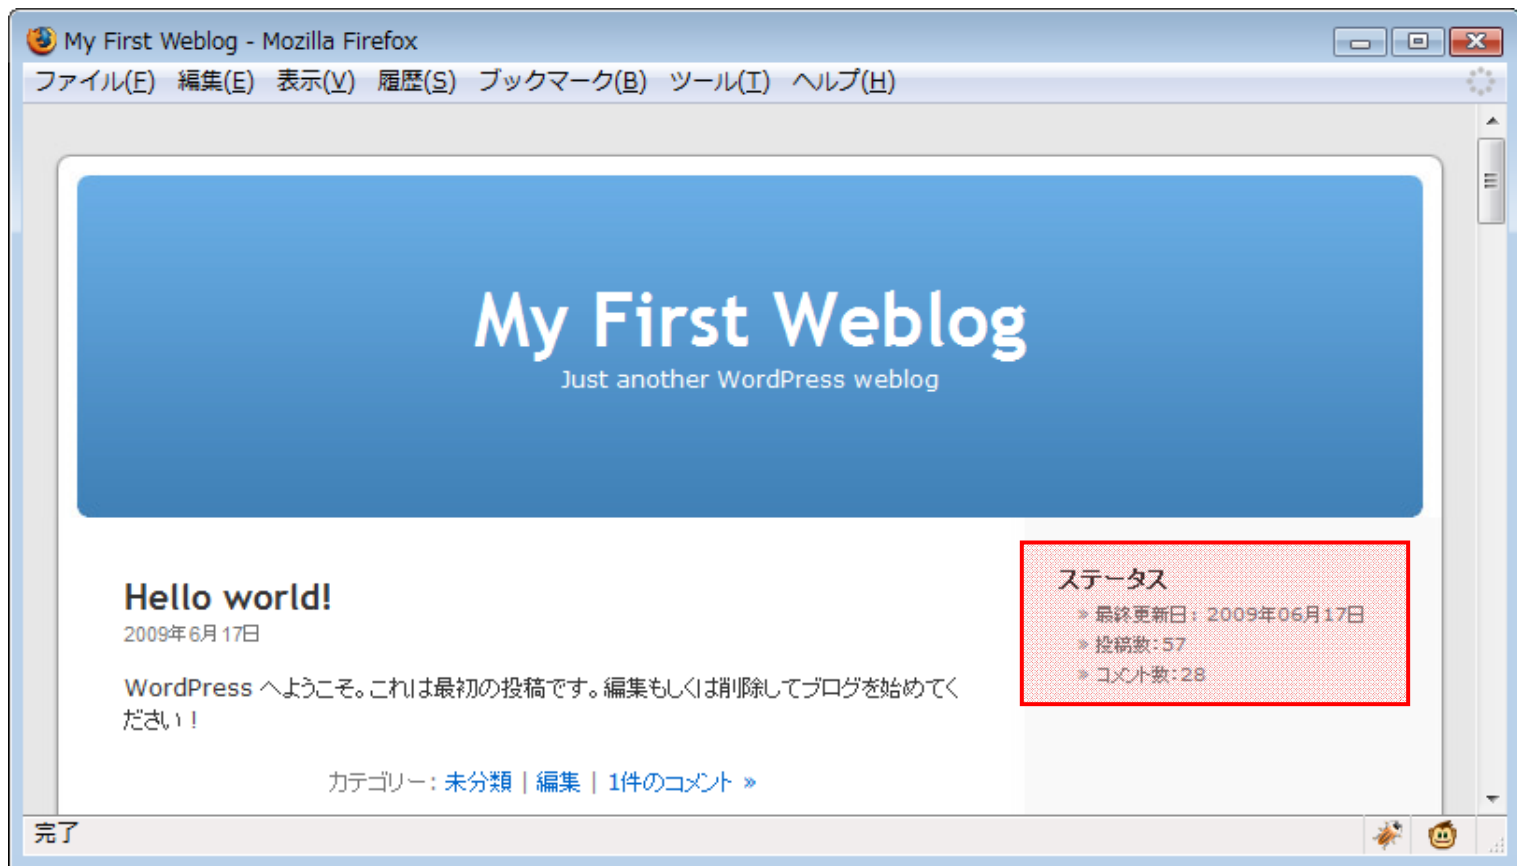 My First Weblog - Mozilla Firefox
ファイル(F) 編集(E) 表示(V) 履歴(S) ブックマーク(B) ツール(T) ヘルプ(H)
My First Weblog
Just another WordPress weblog
Hello world!
2009年6月17日
WordPress へようこそ。これは最初の投稿です。編集もしくは削除してブログを始めてく
ださい！
カテゴリー: 未分類 | 編集 | 1件のコメント »
ステータス
» 最終更新日: 2009年06月17日
» 投稿数:57
» コメント数:28
完了